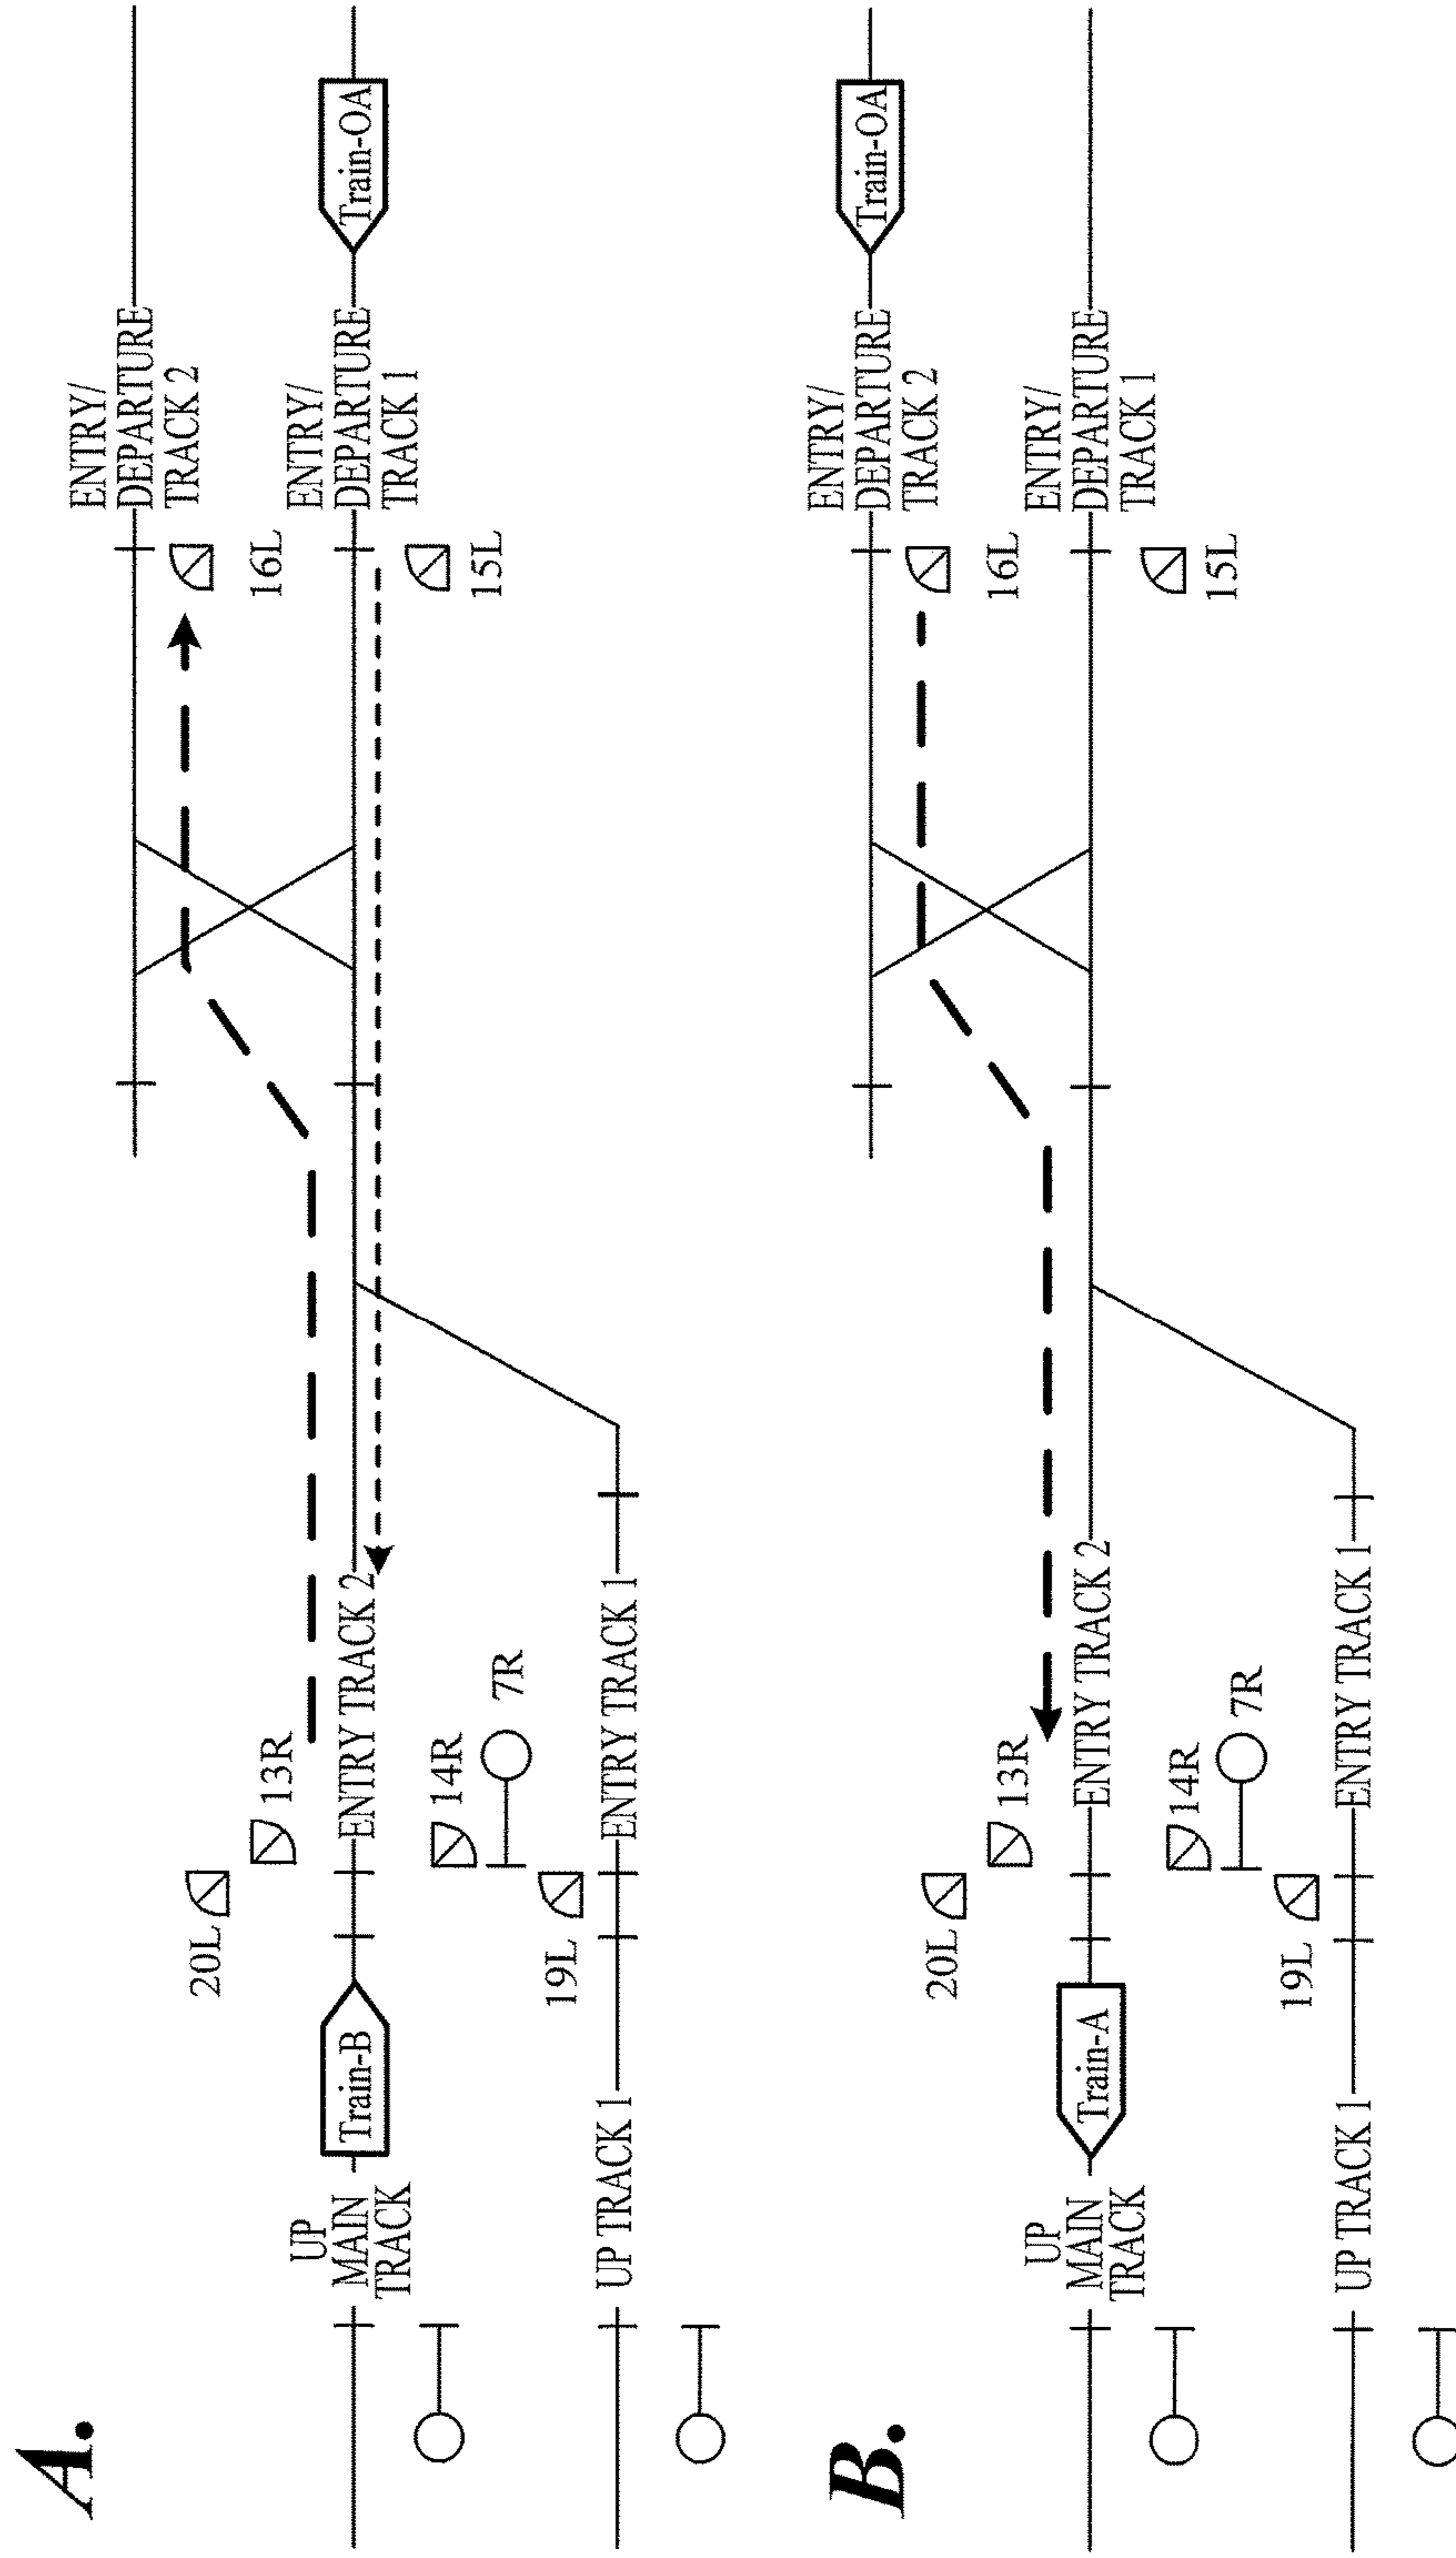 A.
ENTRY/
DEPARTURE
TRACK 2
16L
ENTRY/
DEPARTURE
TRACK 1
Train-OA
15L
20L
13R
UP
MAIN
TRACK
Train-B
ENTRY TRACK 2
14R
7R
19L
UP TRACK 1
ENTRY TRACK 1
B.
ENTRY/
DEPARTURE
TRACK 2
Train-OA
16L
ENTRY/
DEPARTURE
TRACK 1
15L
20L
13R
UP
MAIN
TRACK
Train-A
ENTRY TRACK 2
14R
7R
19L
UP TRACK 1
ENTRY TRACK 1